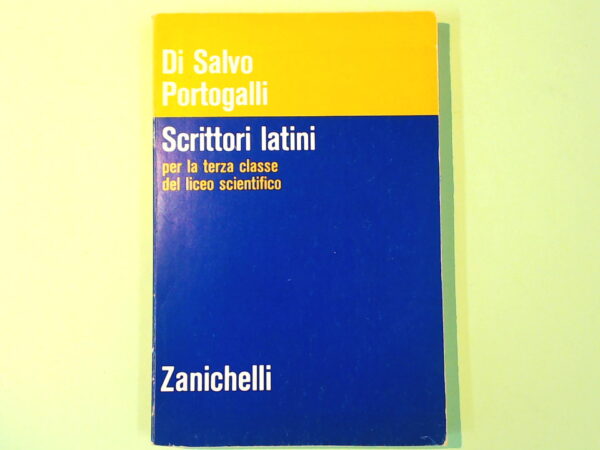 Di Salvo
Portogalli
Scrittori latini
per la terza classe
del liceo scientifico
Zanichelli